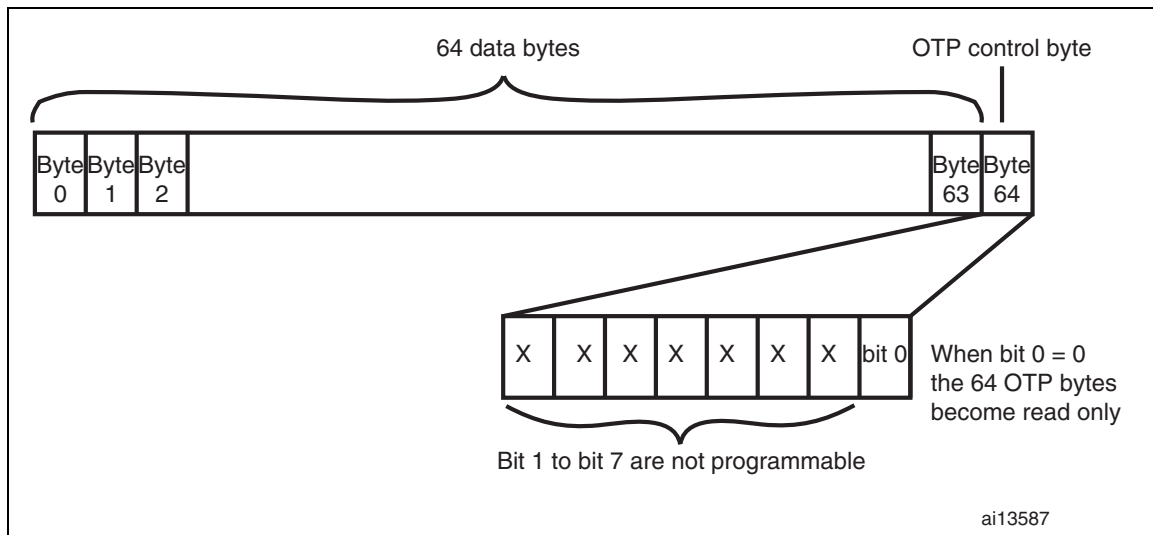 64 data bytes
OTP control byte
Byte Byte Byte Byte Byte
0 1 2 63 64
X X X X X X X bit 0
When bit 0 = 0
the 64 OTP bytes
become read only
Bit 1 to bit 7 are not programmable
ai13587